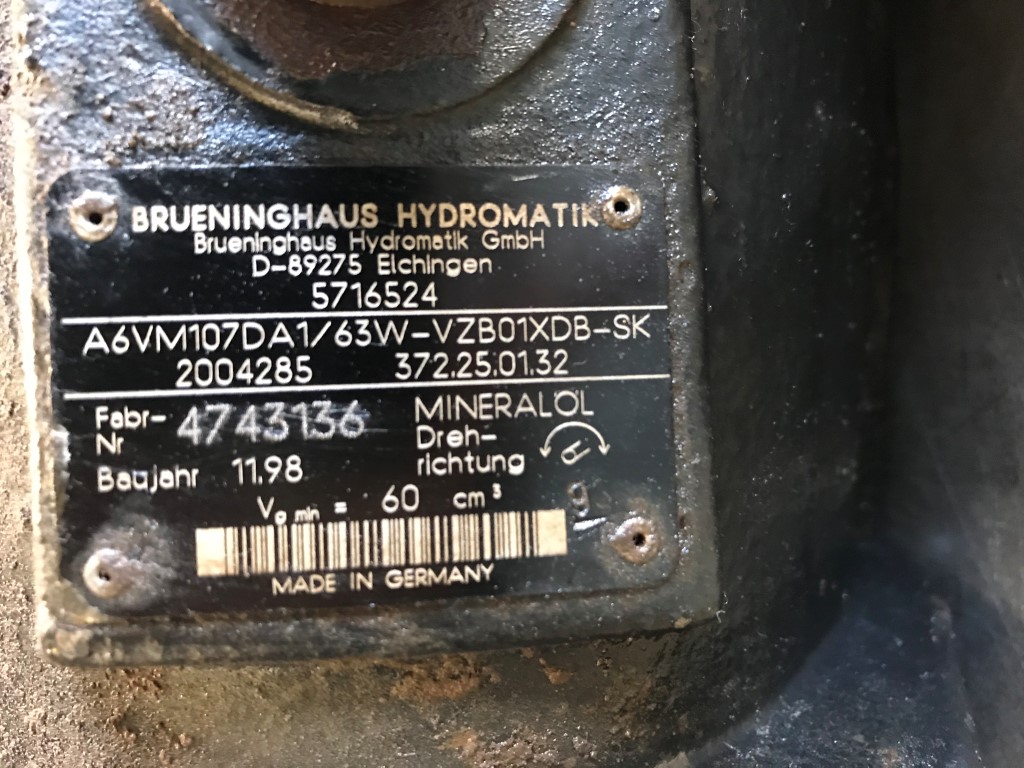 BRUENINGHAUS HYDROMATIK
Brueninghaus Hydromatik GmbH
D-89275 Elchingen
5716524
A6VM107DA1/63W-VZB01XDB-SK
2004285 372.25.01.32
Fabr-Nr 4743136
MINERALÖL
Baujahr 11.98
Dreh-
richtung
Vg min = 60 cm³
9
MADE IN GERMANY